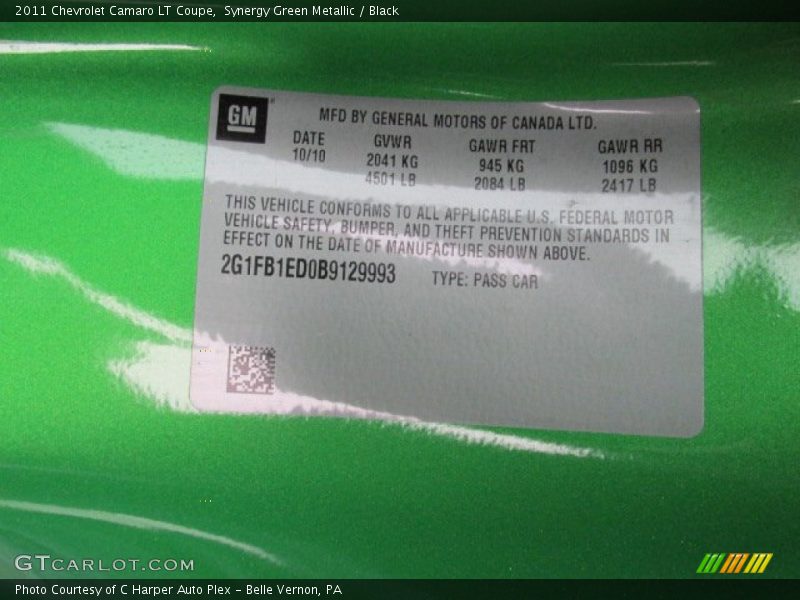 2011 Chevrolet Camaro LT Coupe, Synergy Green Metallic / Black
GM
MFD BY GENERAL MOTORS OF CANADA LTD.
DATE GVWR GAWR FRT GAWR RR
10/10 2041 KG 945 KG 1096 KG
4501 LB 2084 LB 2417 LB
THIS VEHICLE CONFORMS TO ALL APPLICABLE U.S. FEDERAL MOTOR
VEHICLE SAFETY, BUMPER, AND THEFT PREVENTION STANDARDS IN
EFFECT ON THE DATE OF MANUFACTURE SHOWN ABOVE.
2G1FB1ED0B9129993 TYPE: PASS CAR
GTCARLOT.COM
Photo Courtesy of C Harper Auto Plex - Belle Vernon, PA